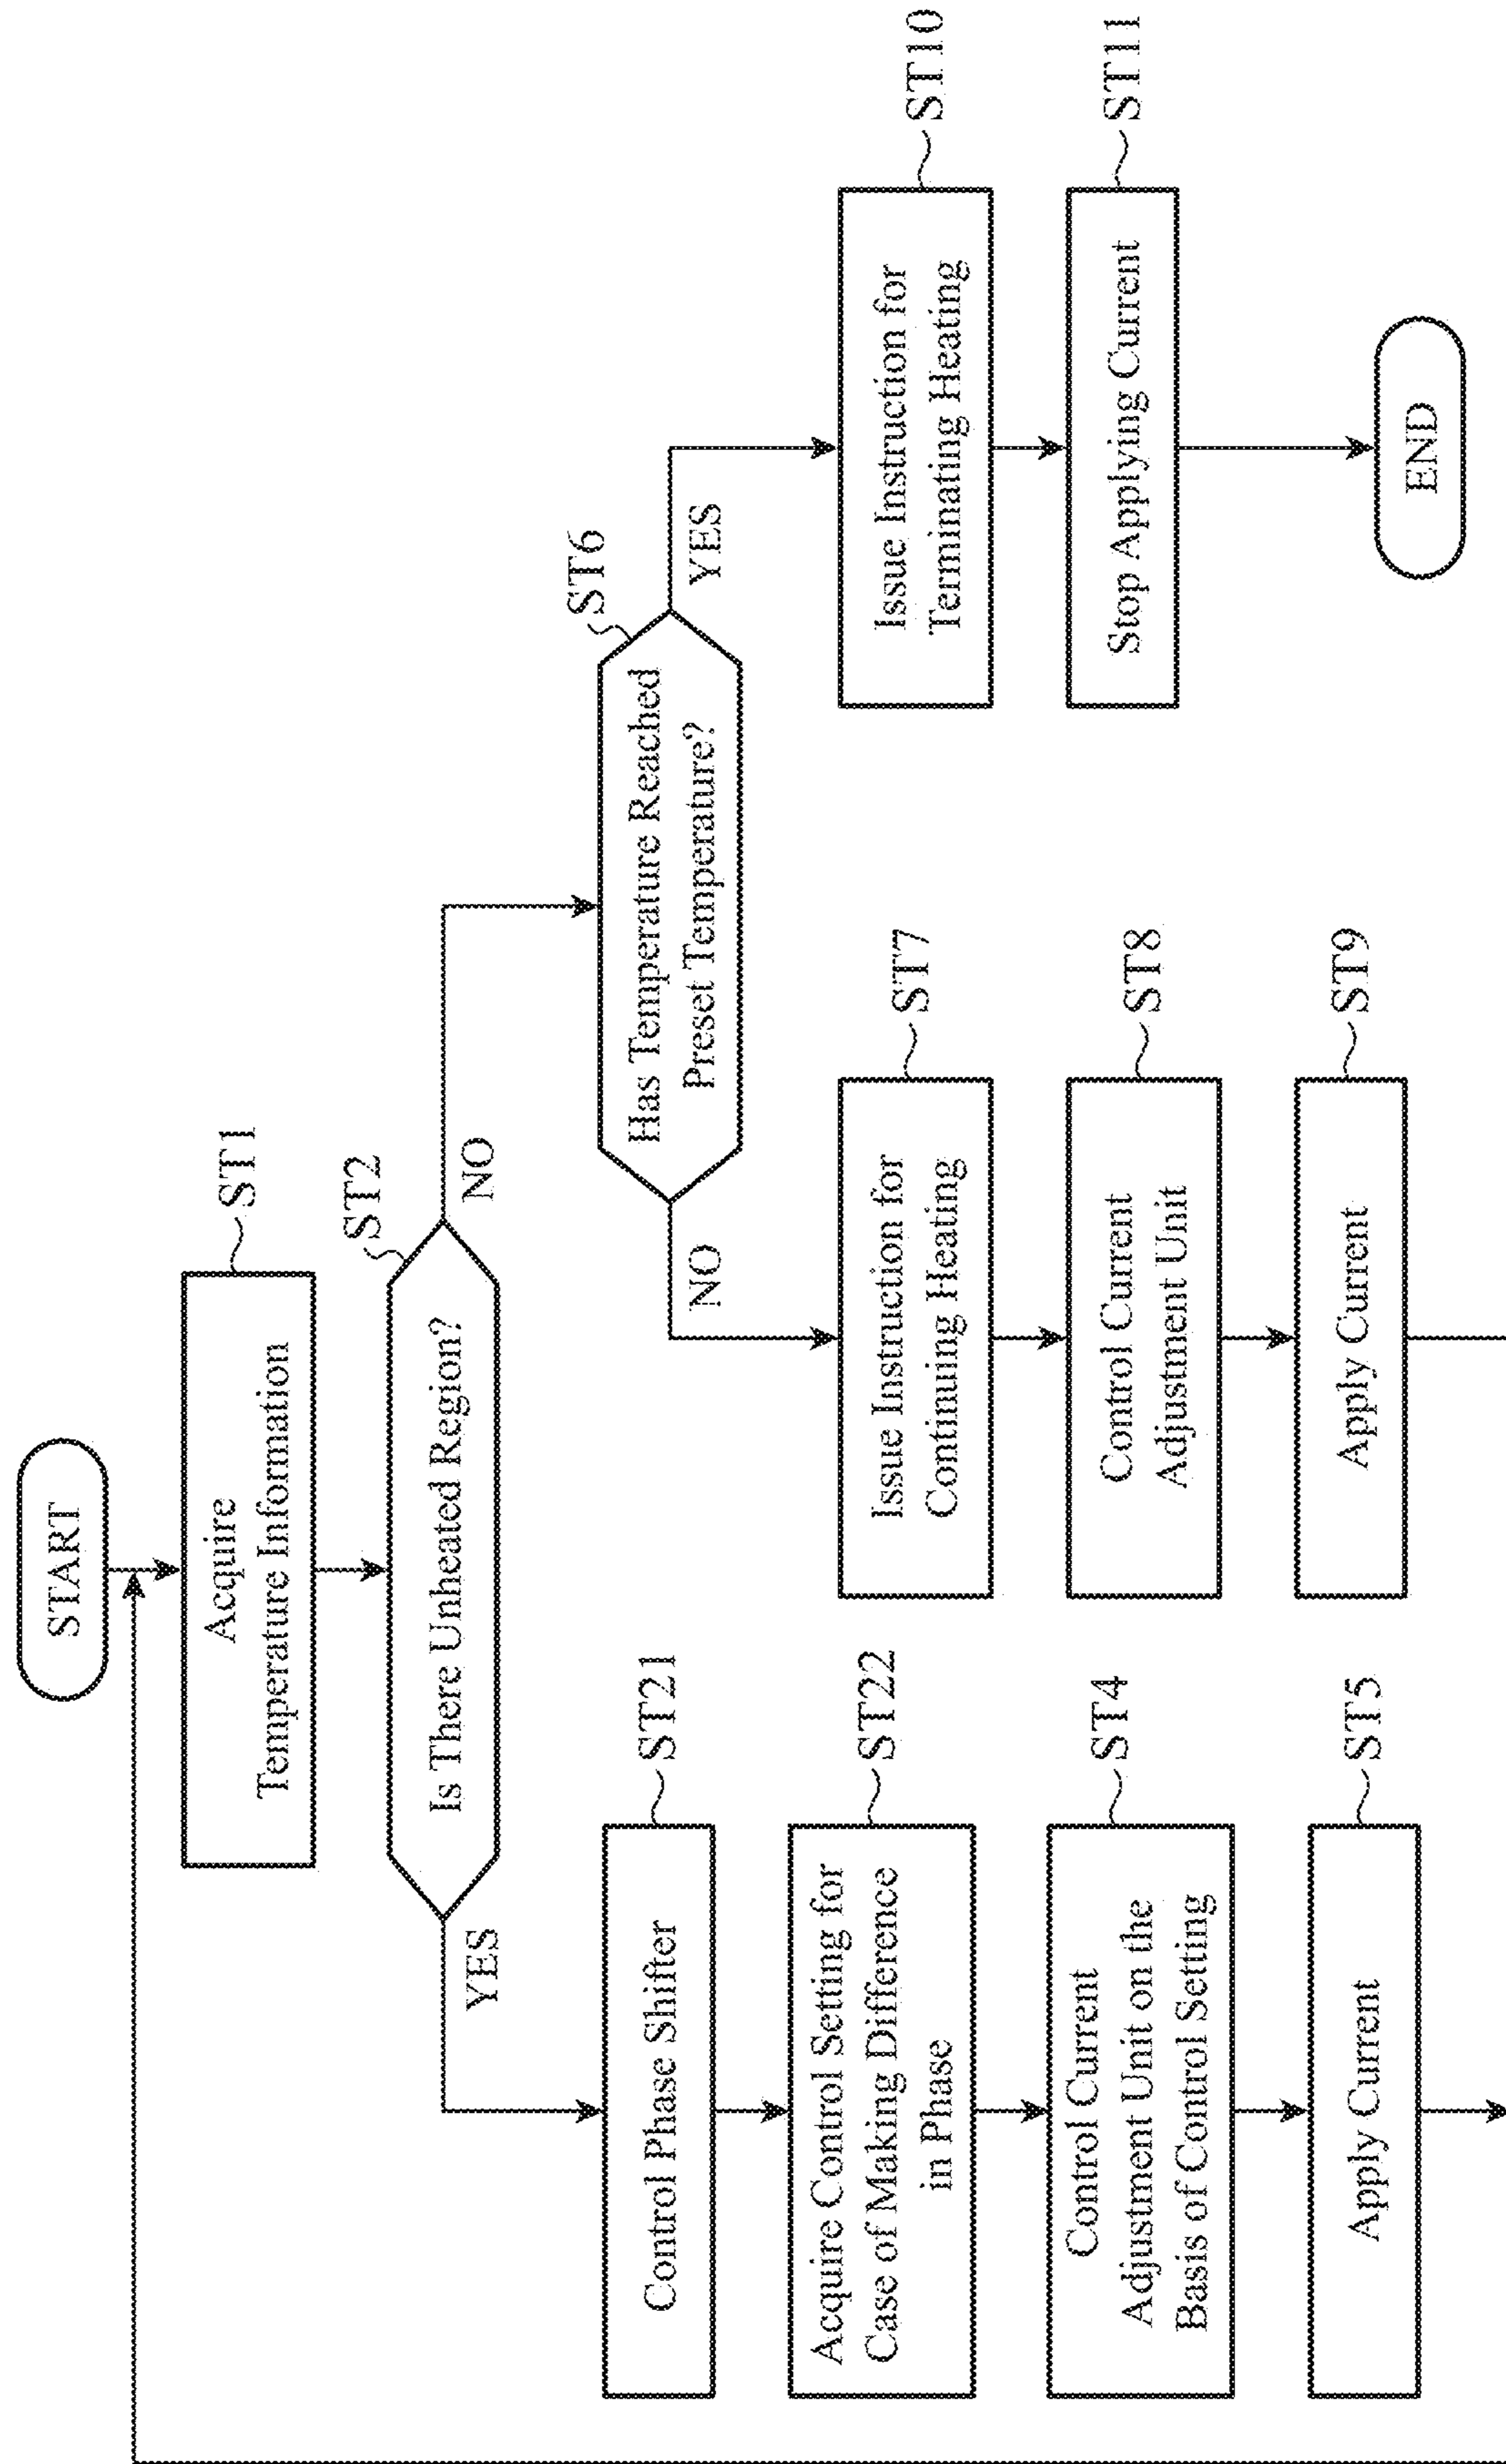 START
Acquire
Temperature Information
ST1
Is There Unheated Region?
ST2
YES
NO
Control Phase Shifter
ST21
Acquire Control Setting for
Case of Making Difference
in Phase
ST22
Control Current
Adjustment Unit on the
Basis of Control Setting
ST4
Apply Current
ST5
Has Temperature Reached
Preset Temperature?
ST6
NO
YES
Issue Instruction for
Continuing Heating
ST7
Control Current
Adjustment Unit
ST8
Apply Current
ST9
Issue Instruction for
Terminating Heating
ST10
Stop Applying Current
ST11
END